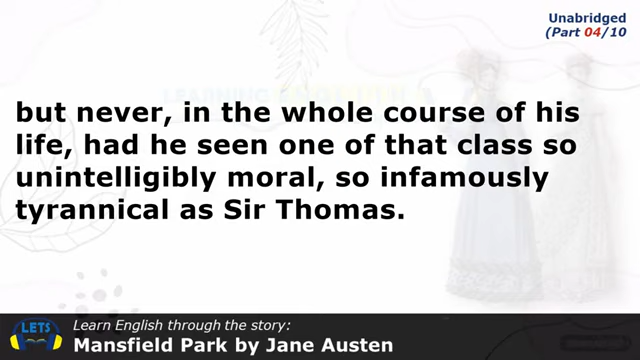 Unabridged
(Part 04/10
but never, in the whole course of his
life, had he seen one of that class so
unintelligibly moral, so infamously
tyrannical as Sir Thomas.
LETS
Learn English through the story:
Mansfield Park by Jane Austen